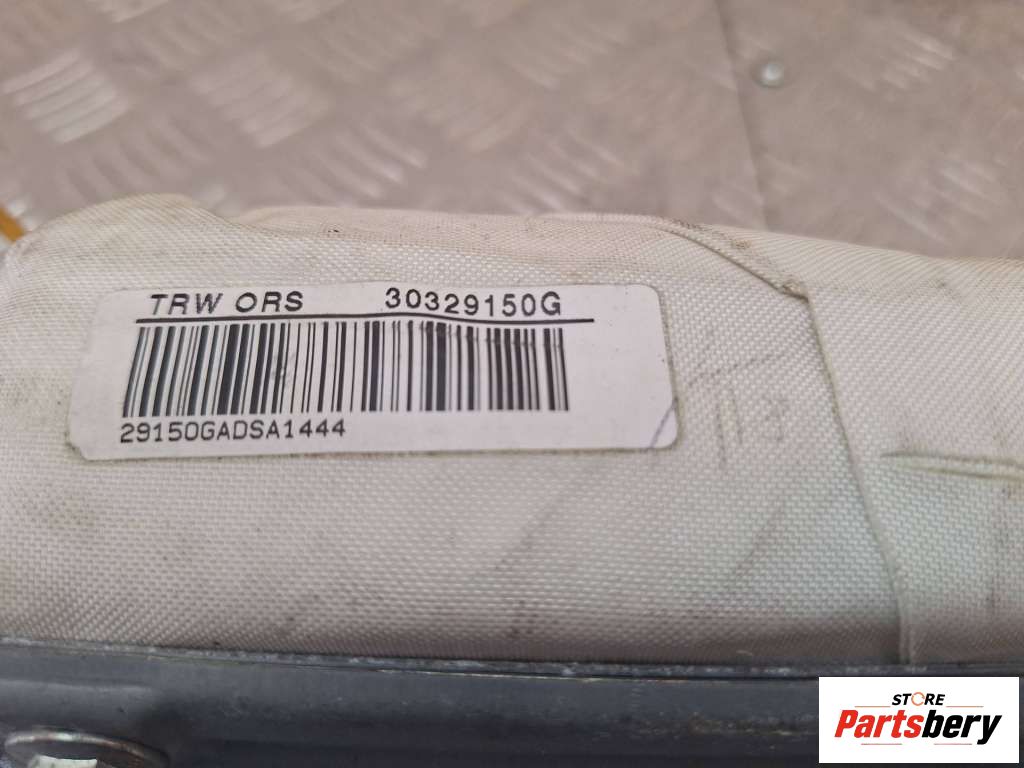 TRW ORS 30329150G
29150GADSA1444
STORE
Partsbery